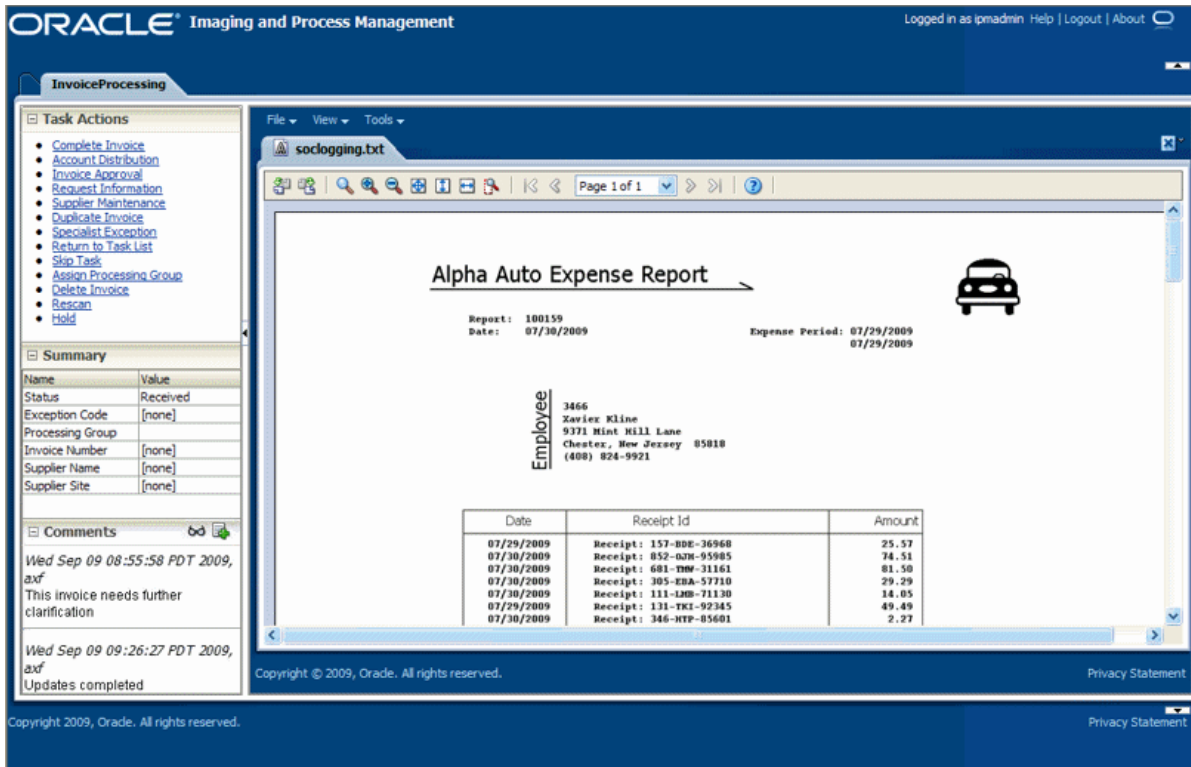 ORACLE Imaging and Process Management
Logged in as ipmadmin Help | Logout | About
InvoiceProcessing
Task Actions
Complete Invoice
Account Distribution
Invoice Approval
Request Information
Supplier Maintenance
Duplicate Invoice
Specialist Exception
Return to Task List
Skip Task
Assign Processing Group
Delete Invoice
Rescan
Hold
Summary
Name Value
Status Received
Exception Code [none]
Processing Group
Invoice Number [none]
Supplier Name [none]
Supplier Site [none]
Comments
Wed Sep 09 08:55:58 PDT 2009,
axf
This invoice needs further
clarification
Wed Sep 09 09:26:27 PDT 2009,
axf
Updates completed
File View Tools
soclogging.txt
Page 1 of 1
Alpha Auto Expense Report
Report: 100159
Date: 07/30/2009
Expense Period: 07/29/2009
07/29/2009
Employee
3466
Xavier Kline
9371 Mint Hill Lane
Chester, New Jersey 85818
(408) 824-9921
Date Receipt Id Amount
07/29/2009 Receipt: 157-BDE-36968 25.57
07/30/2009 Receipt: 852-OJM-95985 74.51
07/30/2009 Receipt: 681-TMW-31161 81.50
07/30/2009 Receipt: 305-EBA-57710 29.29
07/30/2009 Receipt: 111-LMB-71130 14.05
07/29/2009 Receipt: 131-TKI-92345 49.49
07/30/2009 Receipt: 346-HTP-85601 2.27
Copyright © 2009, Oracle. All rights reserved.
Privacy Statement
Copyright 2009, Oracle. All rights reserved.
Privacy Statement